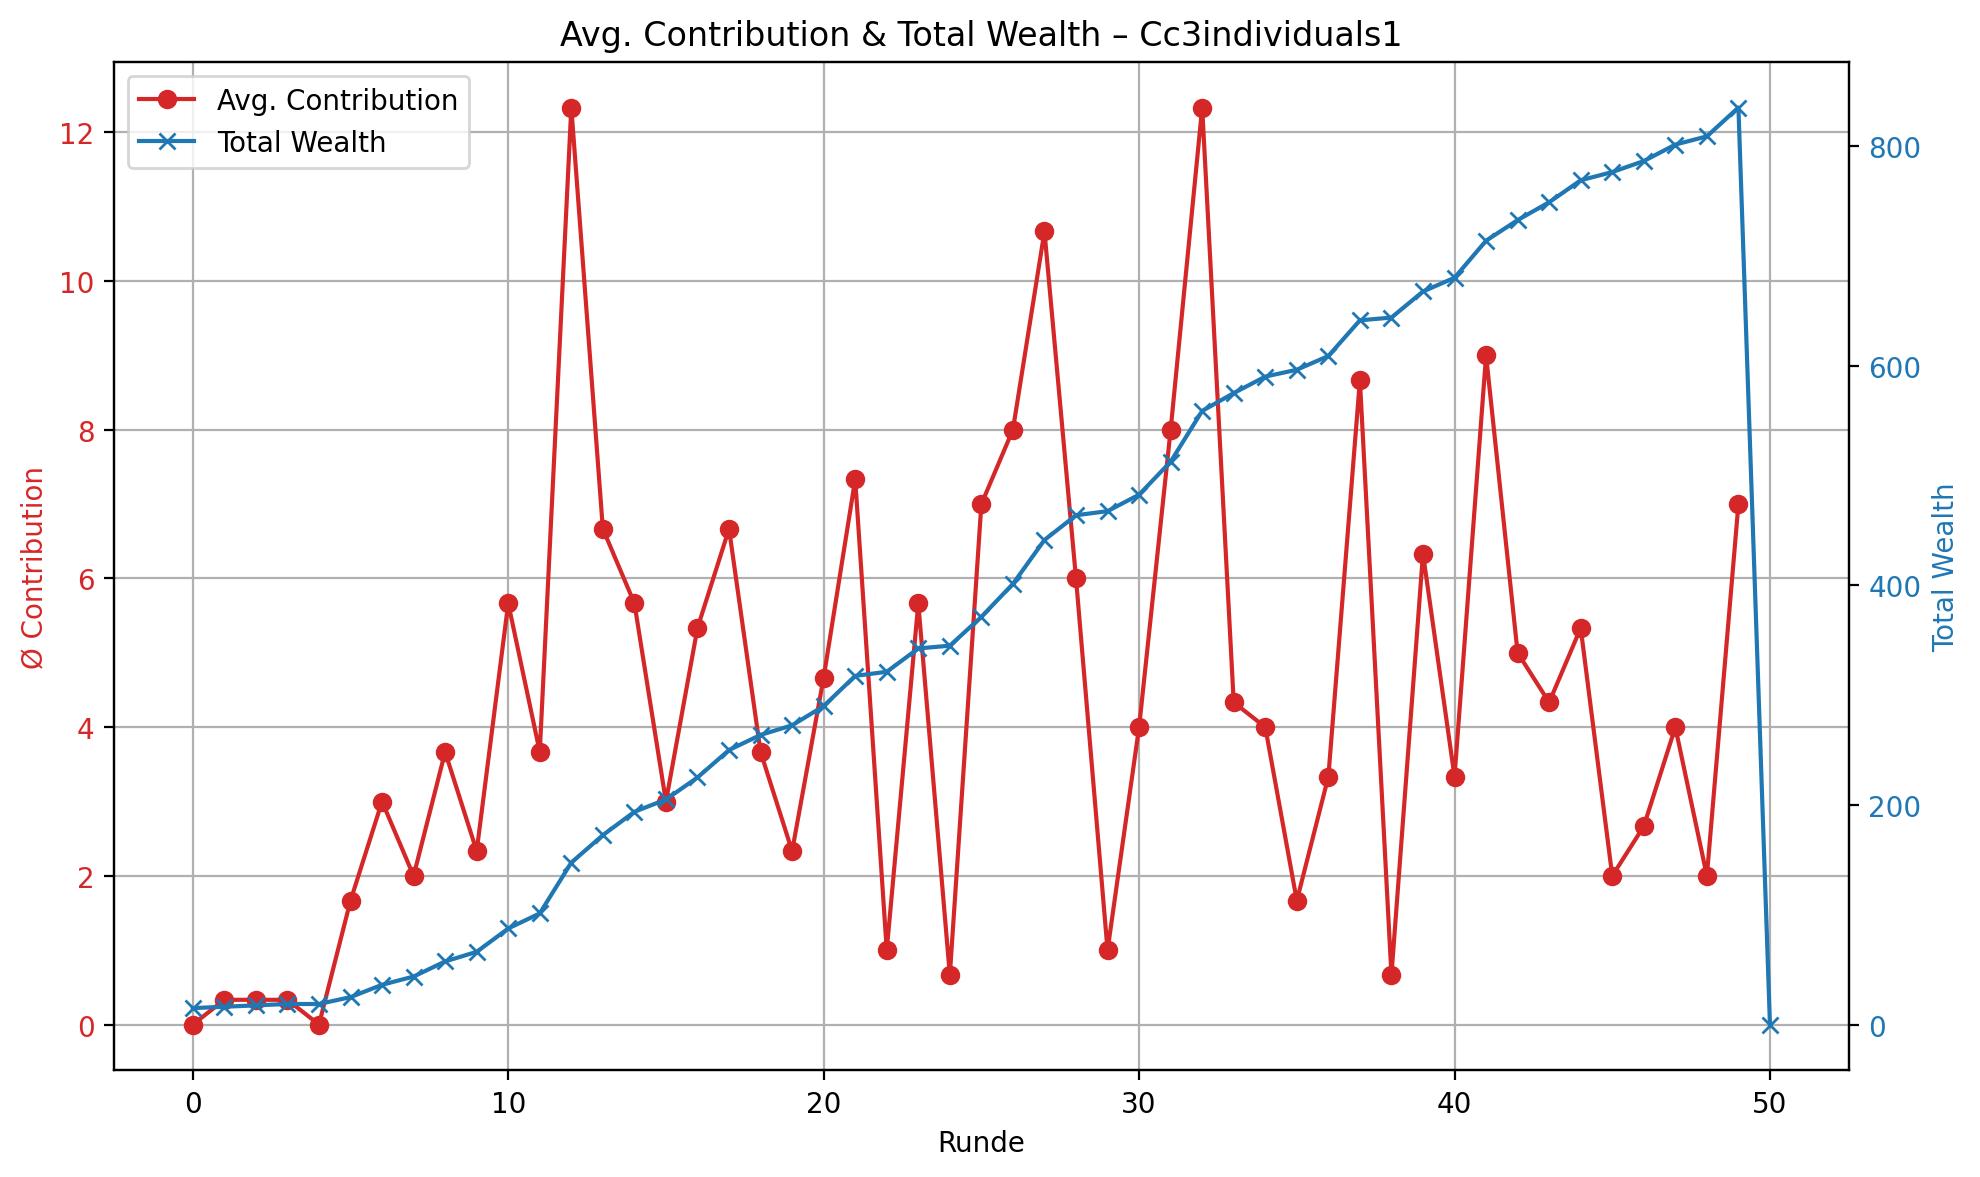 Avg. Contribution & Total Wealth – Cc3individuals1
Avg. Contribution
Total Wealth
12
10
8
6
4
2
0
Ø Contribution
800
600
400
200
0
Total Wealth
0 10 20 30 40 50
Runde